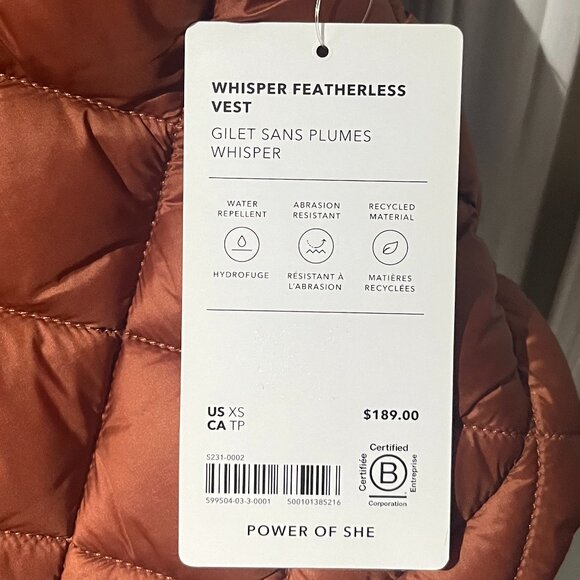 WHISPER FEATHERLESS
VEST
GILET SANS PLUMES
WHISPER
WATER
REPELLENT
HYDROFUGE
ABRASION
RESISTANT
RÉSISTANT À
L'ABRASION
RECYCLED
MATERIAL
MATIÈRES
RECYCLÉES
US XS
CA TP
$189.00
S231-0002
599504-03-3-0001 S00101385216
Certified
Certifiée
B
Entreprise
Corporation
POWER OF SHE